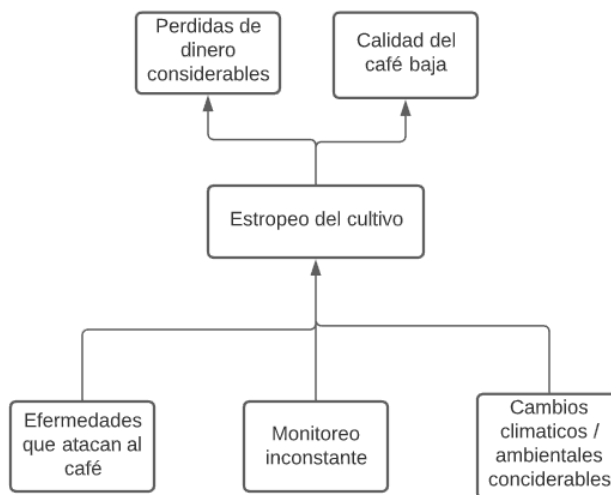 Perdidas de
dinero
considerables
Calidad del
café baja
Estropeo del cultivo
Efermedades
que atacan al
café
Monitoreo
inconstante
Cambios
climaticos /
ambientales
conciderables